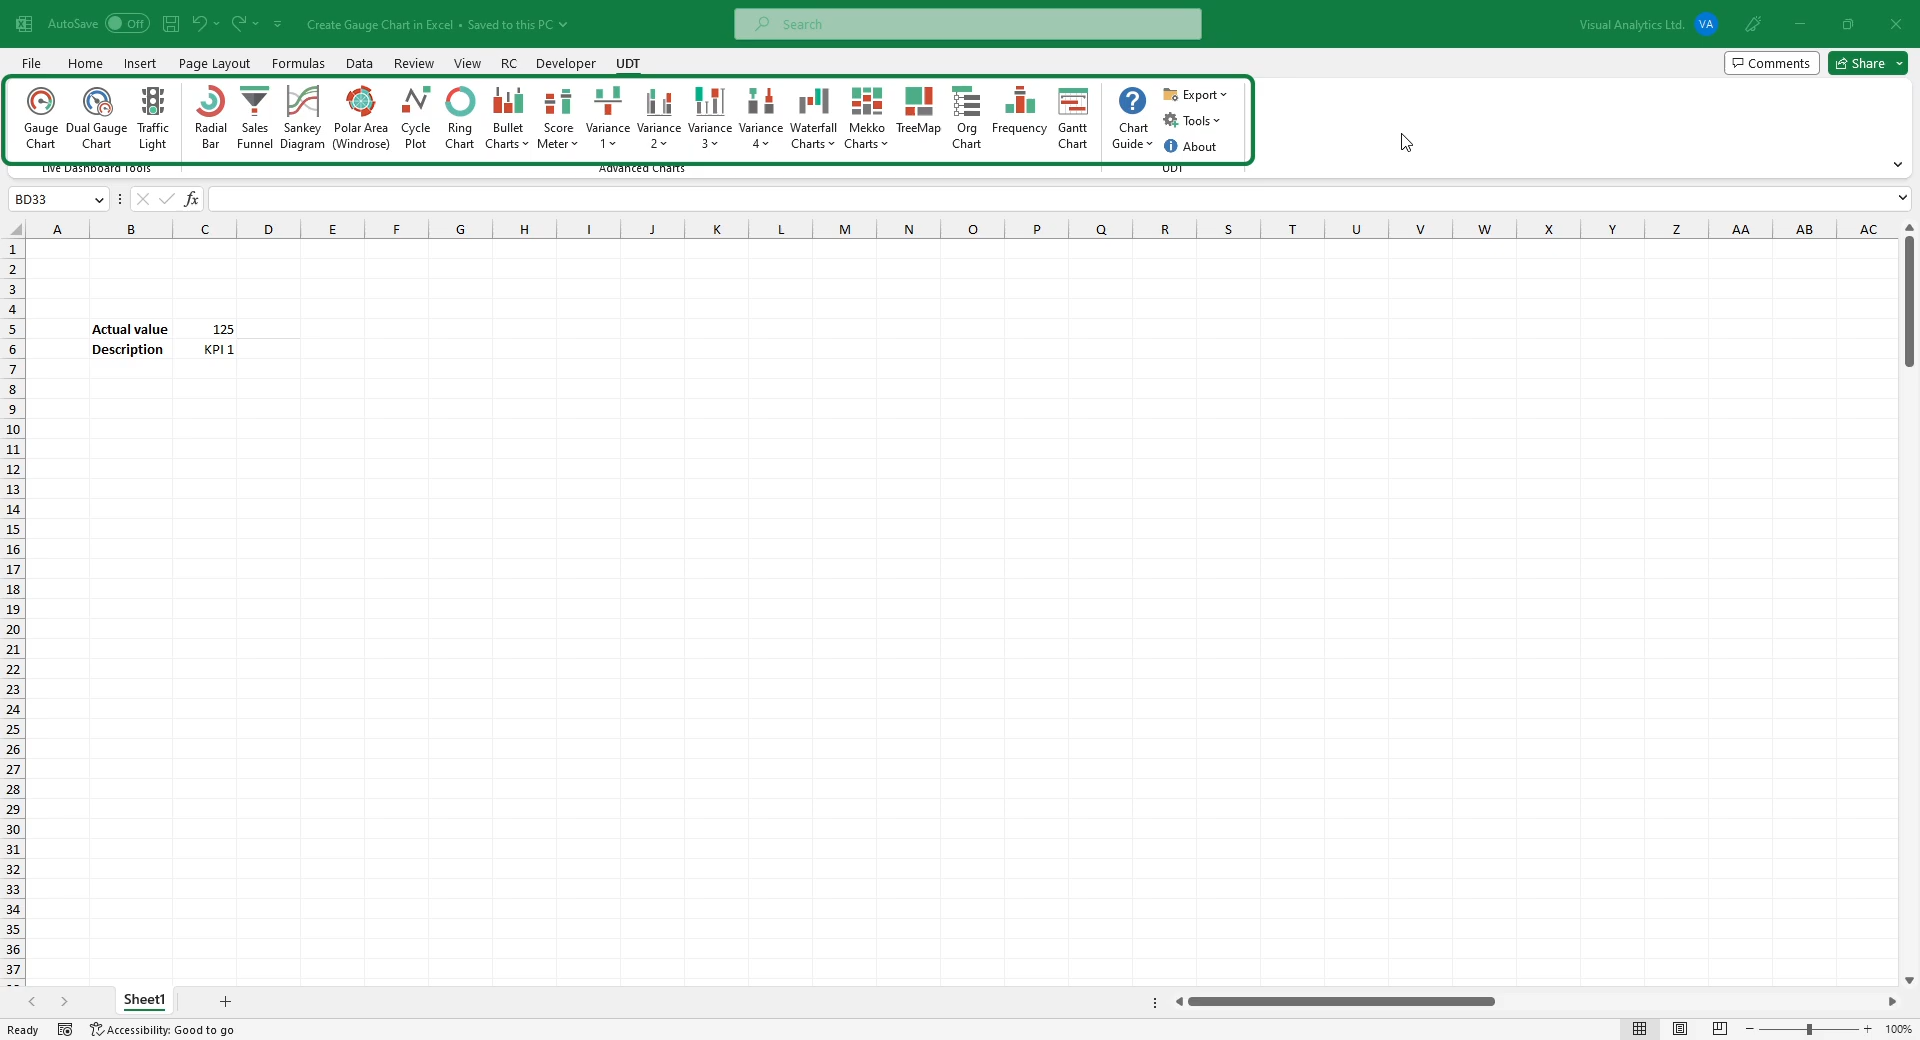 AutoSave Off Create Gauge Chart in Excel • Saved to this PC Search Visual Analytics Ltd. VA
File Home Insert Page Layout Formulas Data Review View RC Developer UDT Comments Share
Gauge Chart
Dual Gauge Chart
Traffic Light
Radial Bar
Sales Funnel
Sankey Diagram
Polar Area (Windrose)
Cycle Plot
Ring Chart
Bullet Charts
Score Meter
Variance 1
Variance 2
Variance 3
Variance 4
Waterfall Charts
Mekko Charts
TreeMap
Org Chart
Frequency
Gantt Chart
Chart Guide
Export
Tools
About
Live Dashboard Tools Advanced Charts UDT
BD33 fx
A B C D E F G H I J K L M N O P Q R S T U V W X Y Z AA AB AC
1
2
3
4
5 Actual value 125
6 Description KPI 1
7
8
9
10
11
12
13
14
15
16
17
18
19
20
21
22
23
24
25
26
27
28
29
30
31
32
33
34
35
36
37
Sheet1
Ready Accessibility: Good to go 100%